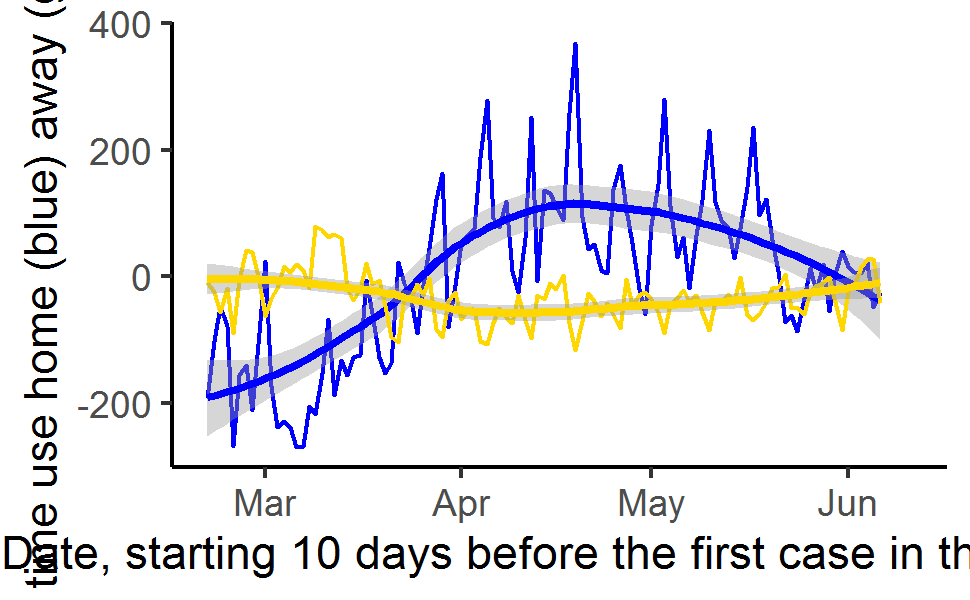 400
200
0
-200
time use home (blue) away (
Mar Apr May Jun
Date, starting 10 days before the first case in th